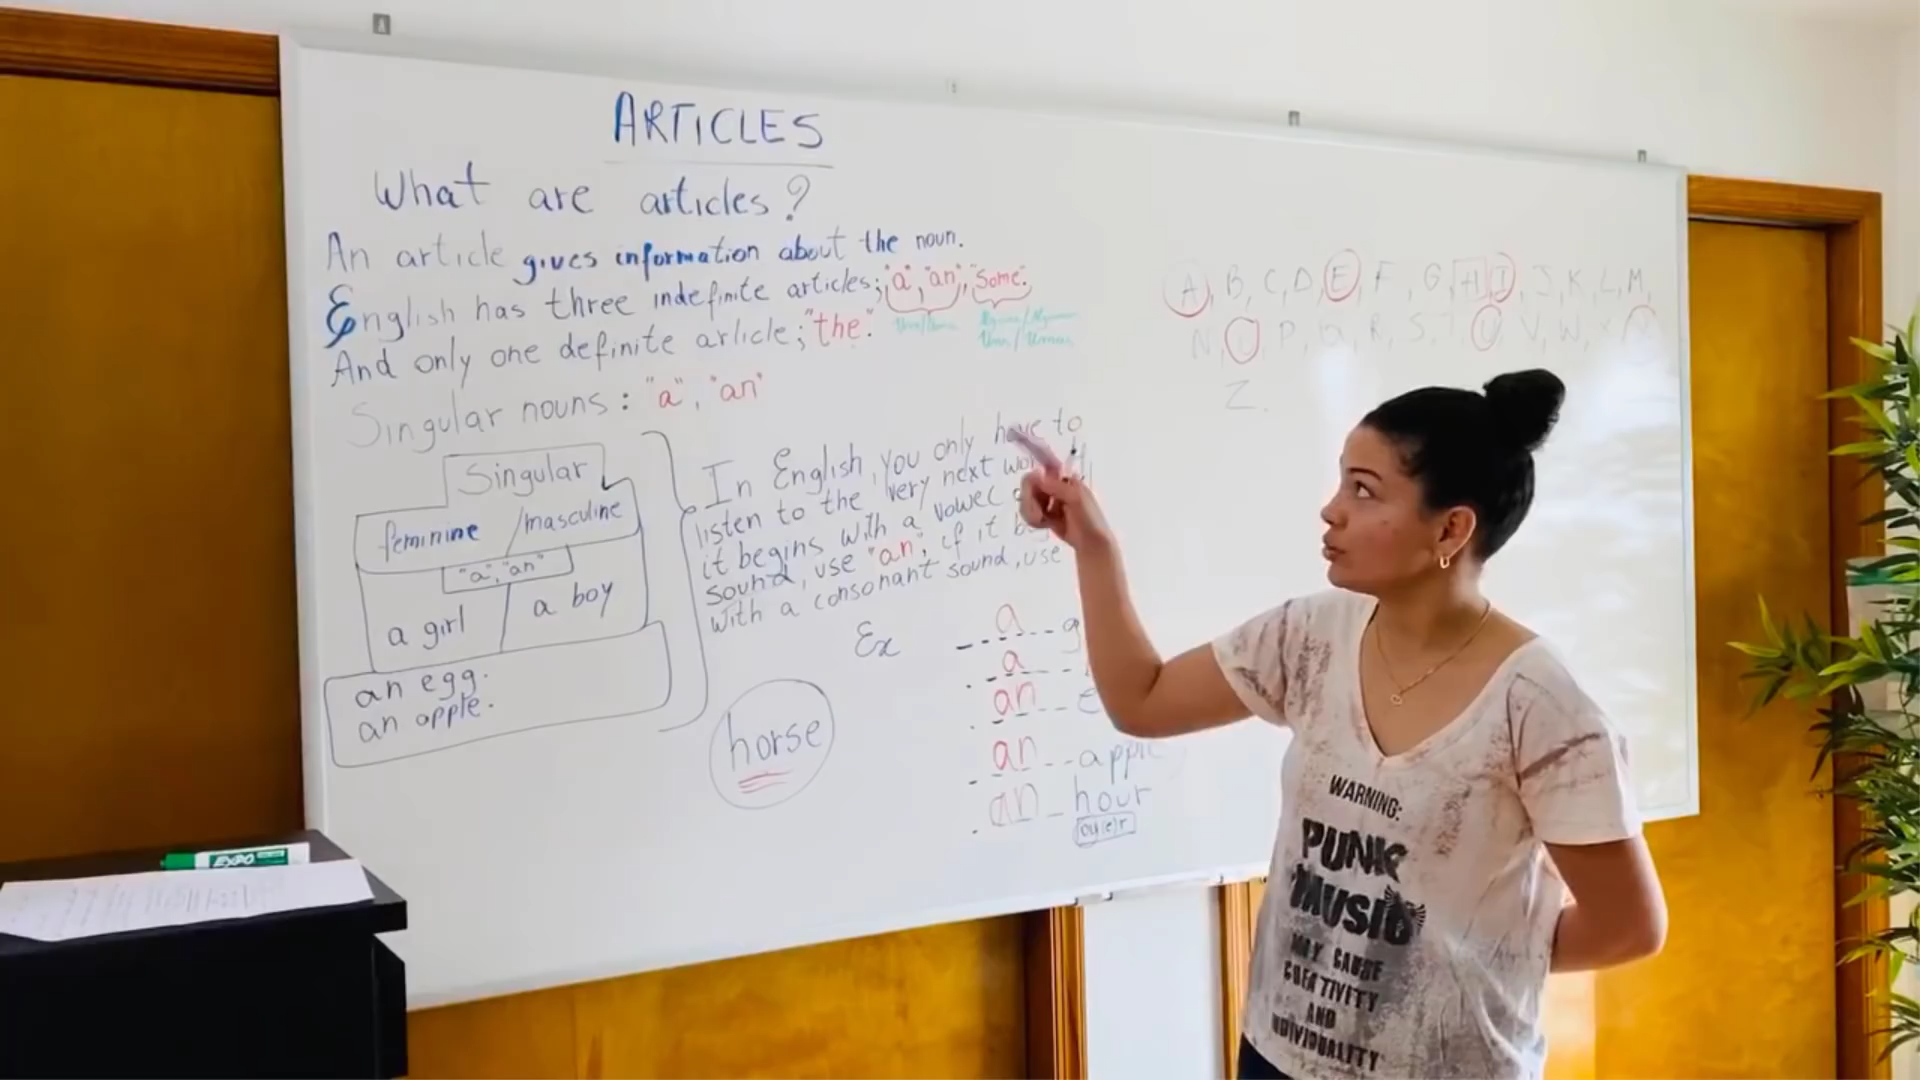 ARTICLES
What are articles?
An article gives information about the noun.
English has three indefinite articles; "a", "an", "Some".
And only one definite article; "the".
Singular nouns: "a", "an"
Singular
feminine /masculine
"a", "an"
a girl
a boy
an egg.
an apple.
In English, you only have to
listen to the very next
it begins with a vowel
sound, use "an", if it
with a consonant sound, use
horse
Ex
a
a
an
an apple
an hour
A, B, C, D, E, F, G, H, I, J, K, L, M,
N, O, P, Q, R, S, T, U, V, W, X,
Z.
EXPO
WARNING:
PUNK
MUSIC
MAY CAUSE
CREATIVITY
AND
INDIVIDUALITY